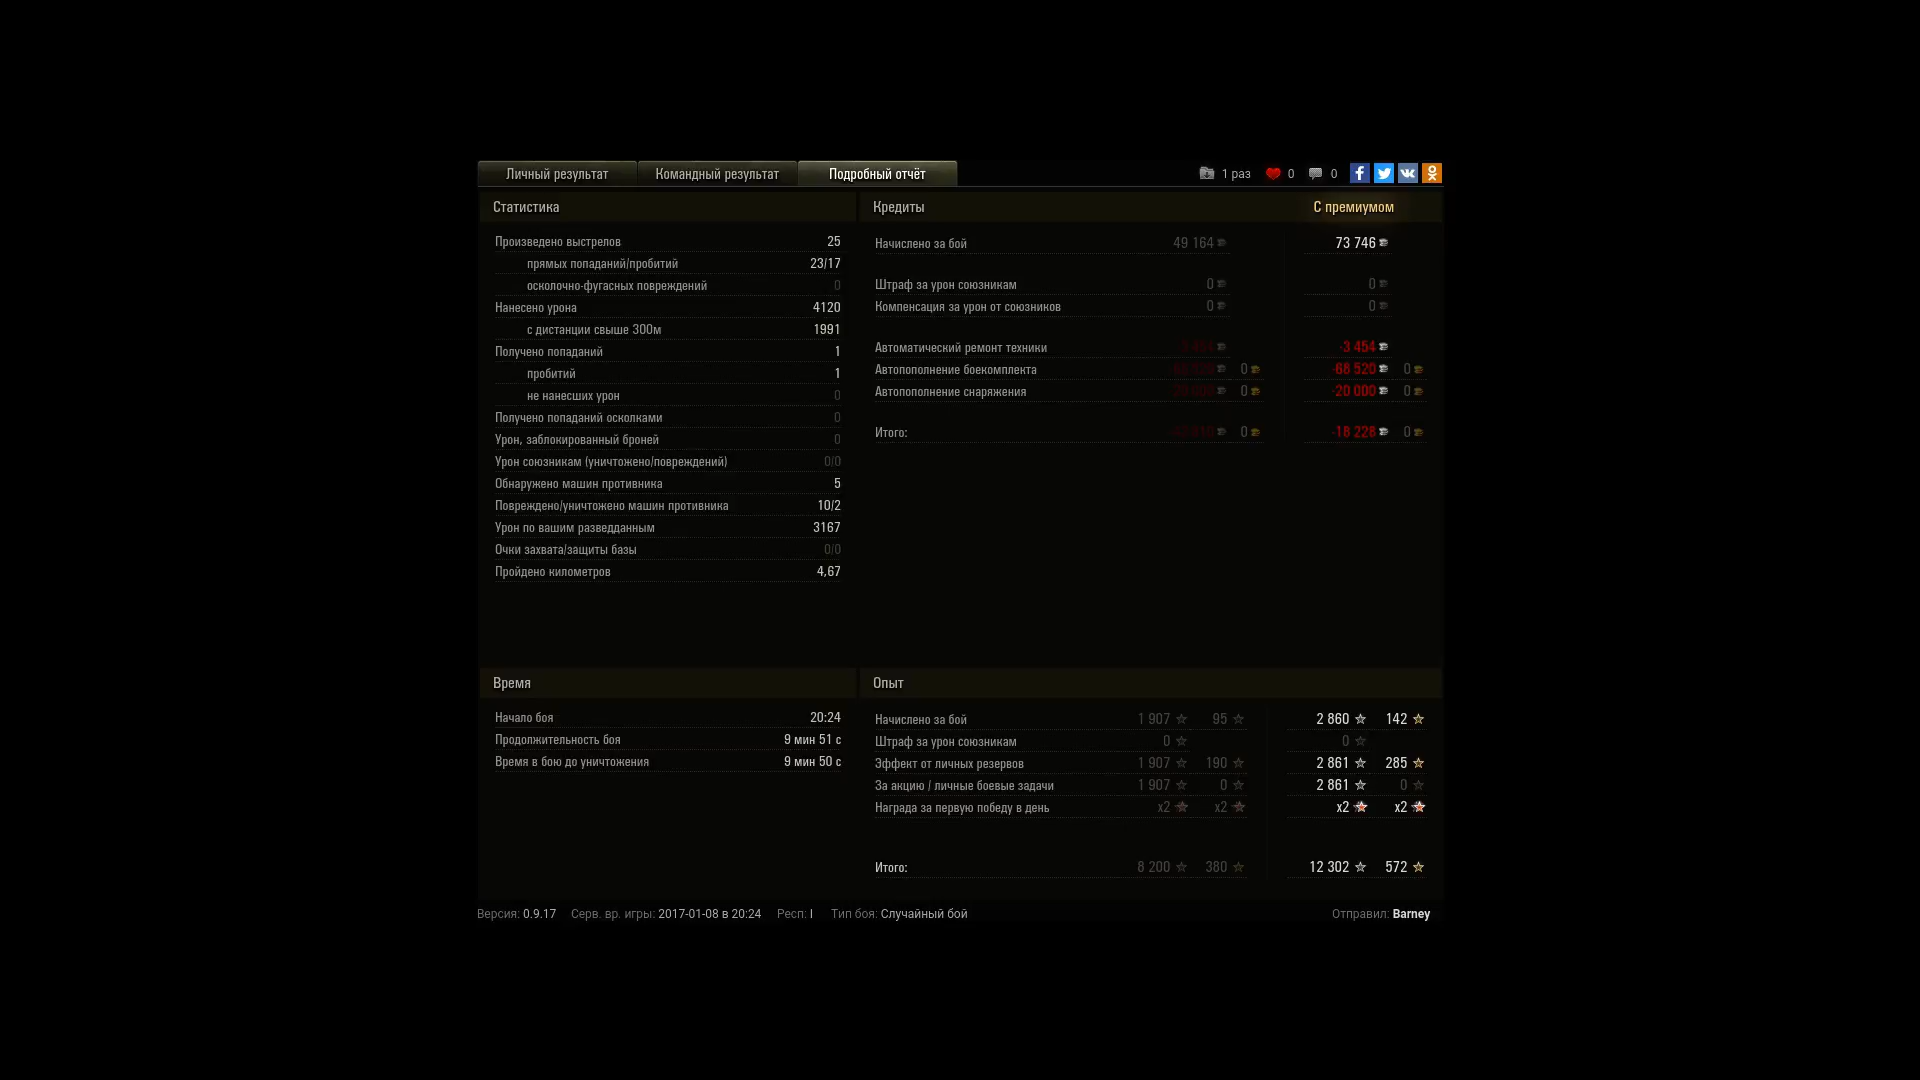 Личный результат Командный результат Подробный отчёт 1 раз 0 0
Статистика
Произведено выстрелов 25
прямых попаданий/пробитий 23/17
осколочно-фугасных повреждений 0
Нанесено урона 4120
с дистанции свыше 300м 1991
Получено попаданий 1
пробитий 1
не нанесших урон 0
Получено попаданий осколками 0
Урон, заблокированный броней 0
Урон союзникам (уничтожено/повреждений) 0/0
Обнаружено машин противника 5
Повреждено/уничтожено машин противника 10/2
Урон по вашим разведданным 3167
Очки захвата/защиты базы 0/0
Пройдено километров 4,67
Кредиты С премиумом
Начислено за бой 49 164 73 746
Штраф за урон союзникам 0 0
Компенсация за урон от союзников 0 0
Автоматический ремонт техники -3 454 -3 454
Автопополнение боекомплекта 0 -68 520 0
Автопополнение снаряжения 0 -20 000 0
Итого: 0 -18 228 0
Время
Начало боя 20:24
Продолжительность боя 9 мин 51 с
Время в бою до уничтожения 9 мин 50 с
Опыт
Начислено за бой 1 907 95 2 860 142
Штраф за урон союзникам 0 0
Эффект от личных резервов 1 907 190 2 861 285
За акцию / личные боевые задачи 1 907 0 2 861 0
Награда за первую победу в день x2 x2 x2 x2
Итого: 8 200 380 12 302 572
Версия: 0.9.17 Серв. вр. игры: 2017-01-08 в 20:24 Респ: I Тип боя: Случайный бой Отправил: Barney